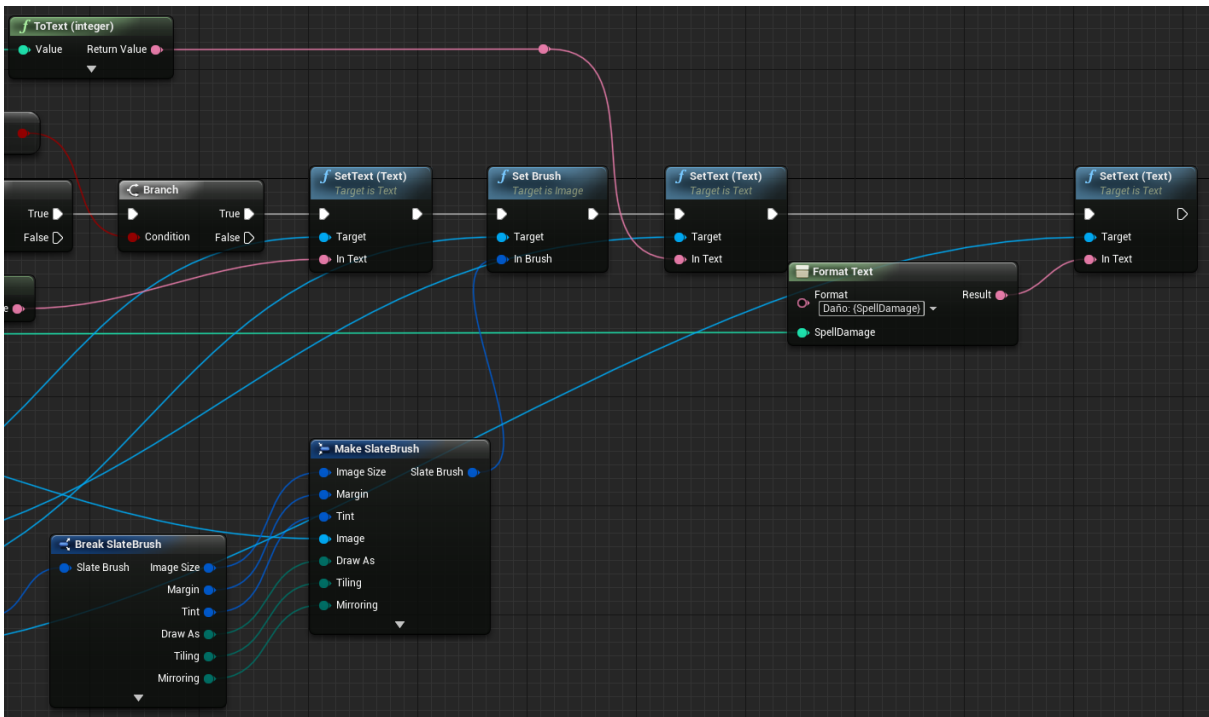 ToText (integer)
Value Return Value
Branch
True
False
True
Condition False
SetText (Text)
Target is Text
Target
In Text
Set Brush
Target is Image
Target
In Brush
SetText (Text)
Target is Text
Target
In Text
SetText (Text)
Target is Text
Target
In Text
Format Text
Format Result
Daño: {SpellDamage}
SpellDamage
Make SlateBrush
Image Size Slate Brush
Margin
Tint
Image
Draw As
Tiling
Mirroring
Break SlateBrush
Slate Brush Image Size
Margin
Tint
Draw As
Tiling
Mirroring